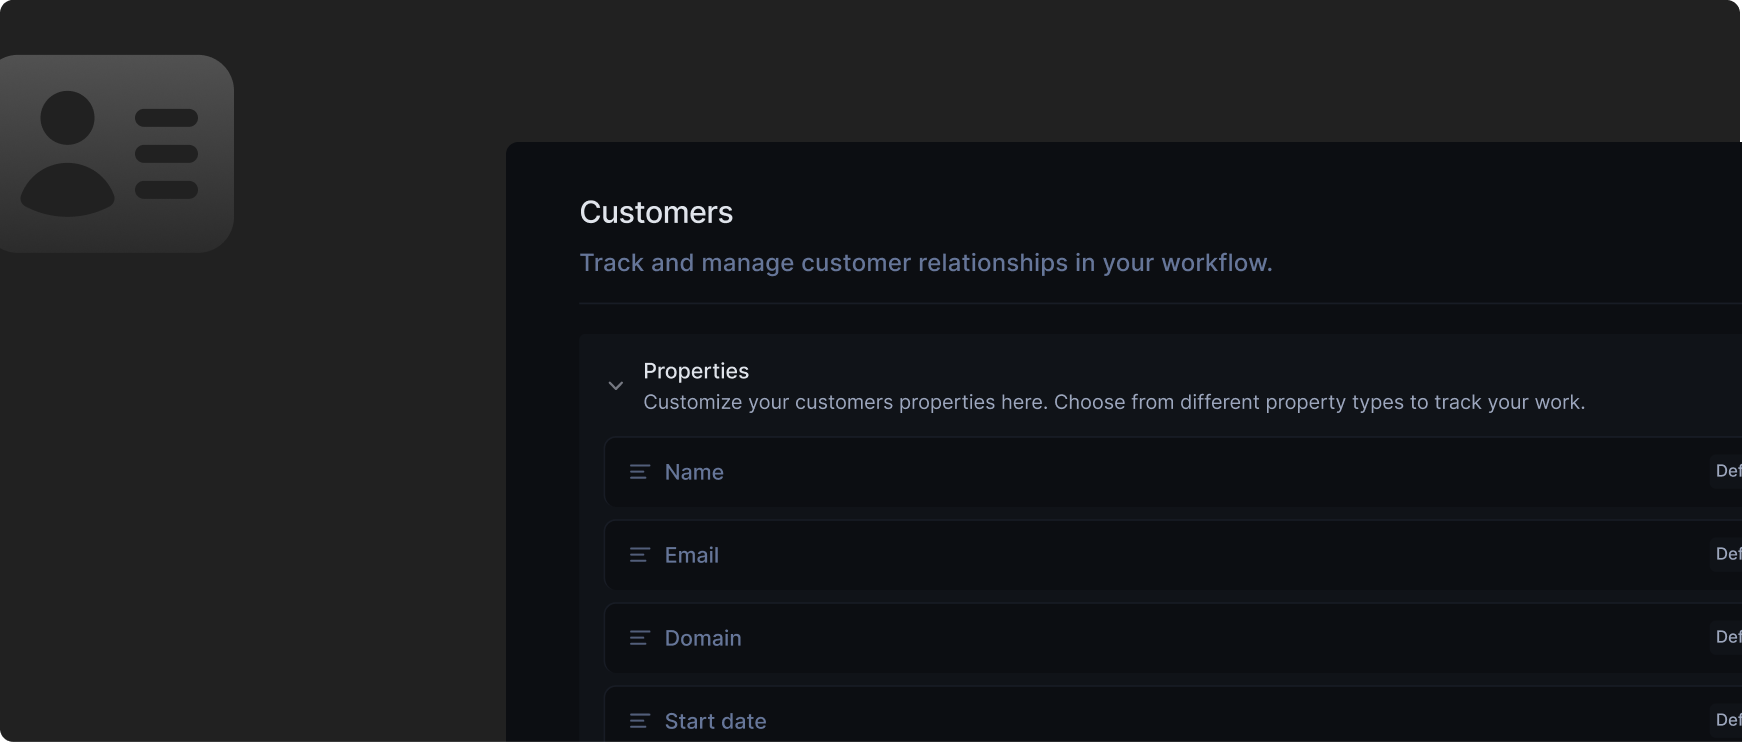 Customers
Track and manage customer relationships in your workflow.
Properties
Customize your customers properties here. Choose from different property types to track your work.
Name
Def
Email
Def
Domain
Def
Start date
Def